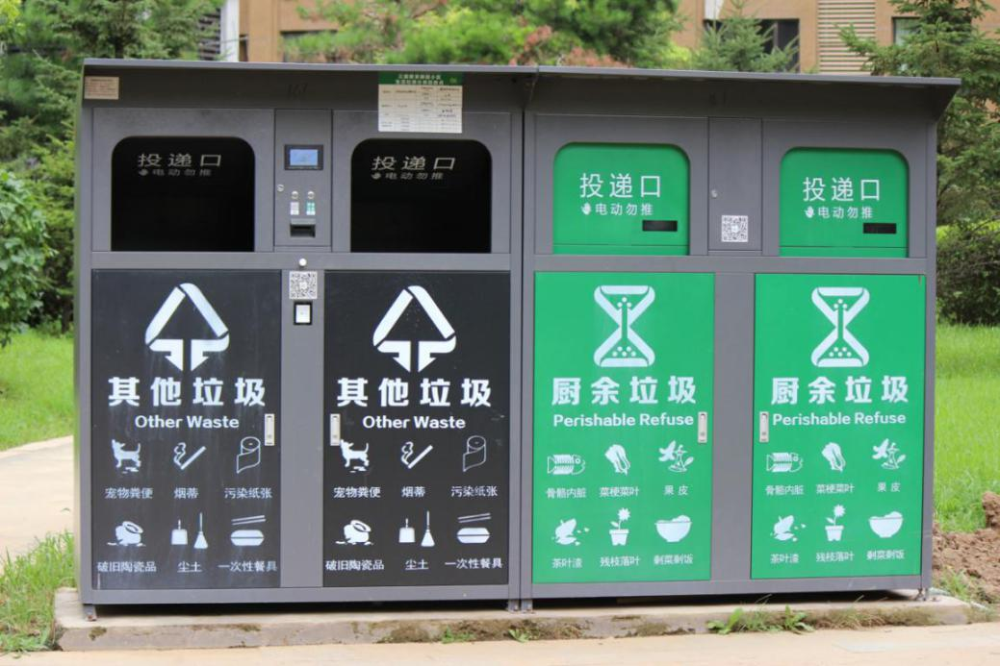 投递口
电动勿推
投递口
电动勿推
投递口
电动勿推
投递口
电动勿推
其他垃圾
Other Waste
宠物粪便 烟蒂 污染纸张
破旧陶瓷品 尘土 一次性餐具
其他垃圾
Other Waste
宠物粪便 烟蒂 污染纸张
破旧陶瓷品 尘土 一次性餐具
厨余垃圾
Perishable Refuse
骨骼内脏 菜梗菜叶 果皮
茶叶渣 残枝落叶 剩菜剩饭
厨余垃圾
Perishable Refuse
骨骼内脏 菜梗菜叶 果皮
茶叶渣 残枝落叶 剩菜剩饭